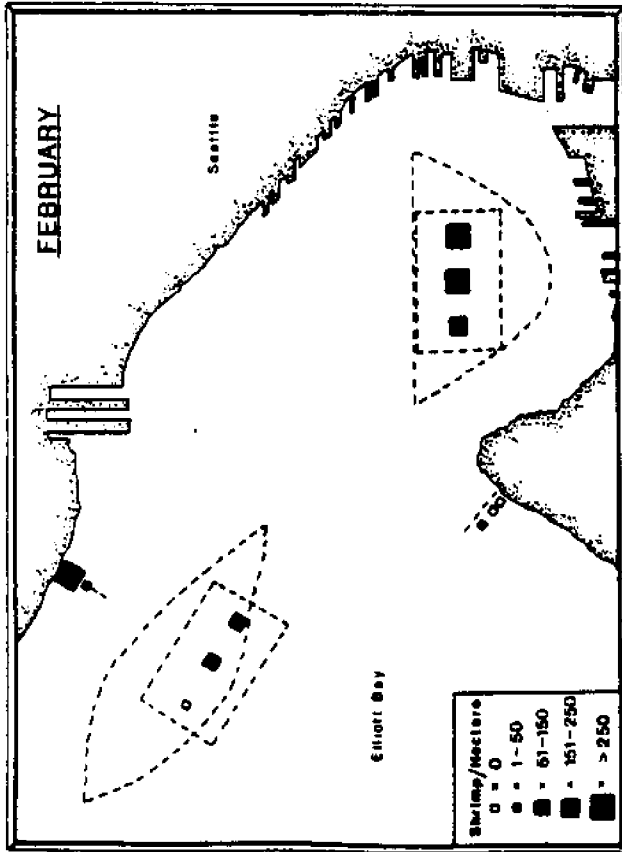 FEBRUARY
Seattle
Elliott Bay
Shrimp/Hectare
= 0
= 1-50
= 51-150
= 151-250
= >250